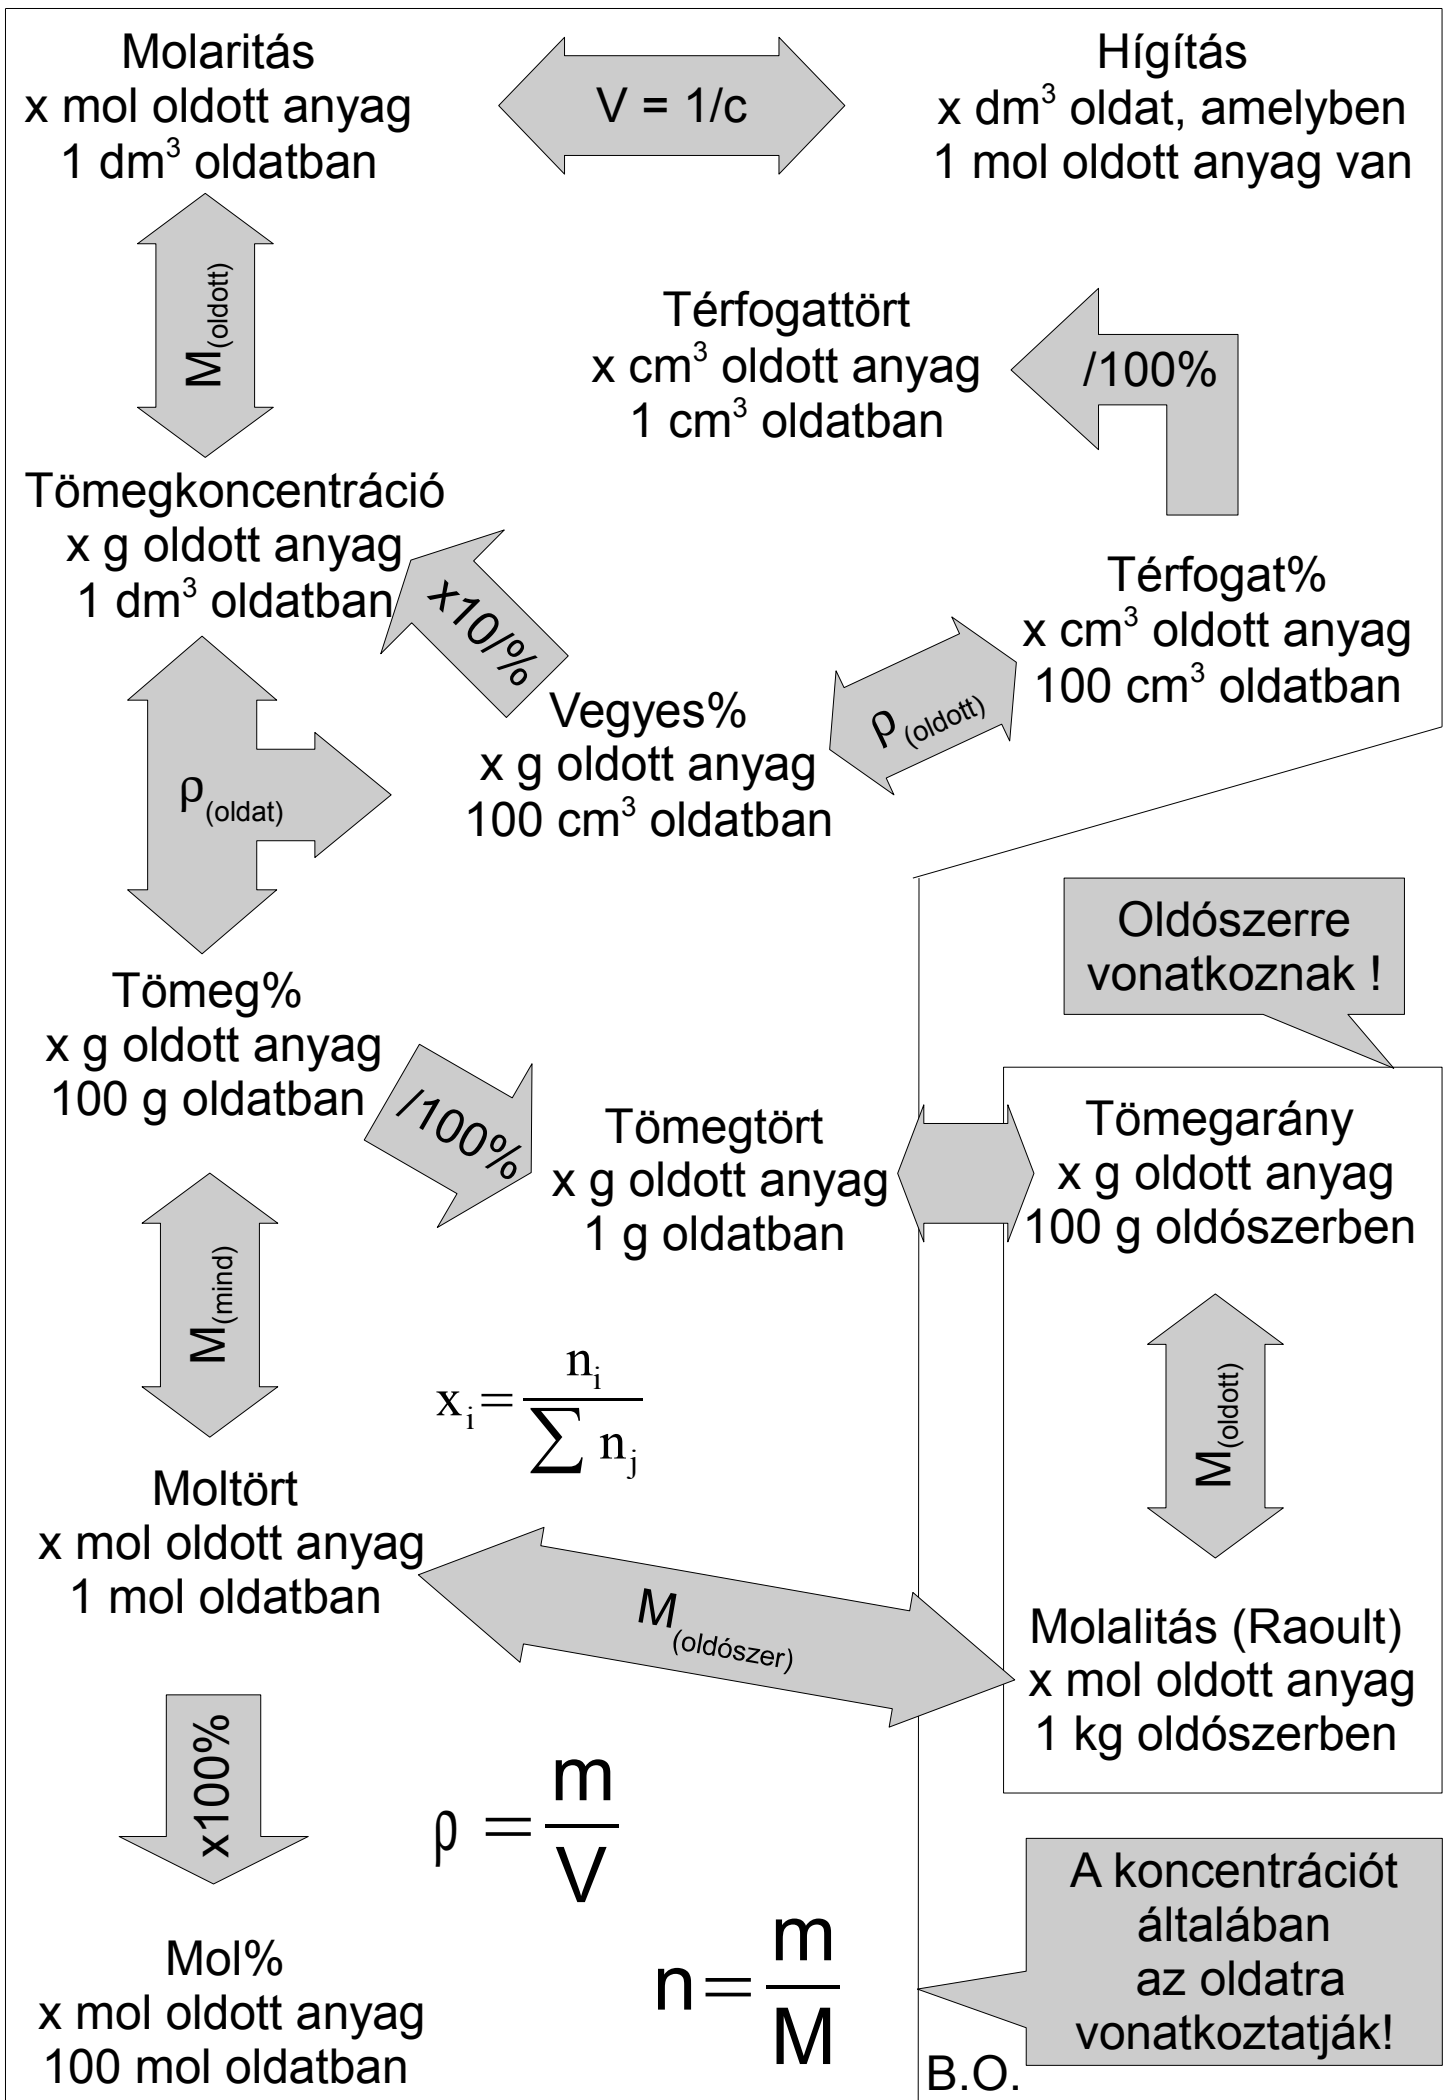 Molaritás
x mol oldott anyag
1 dm³ oldatban
V = 1/c
Hígítás
x dm³ oldat, amelyben
1 mol oldott anyag van
M(oldott)
Térfogattört
x cm³ oldott anyag
1 cm³ oldatban
/100%
Tömegkoncentráció
x g oldott anyag
1 dm³ oldatban
x10/%
Térfogat%
x cm³ oldott anyag
100 cm³ oldatban
ρ(oldott)
Vegyes%
x g oldott anyag
100 cm³ oldatban
ρ(oldat)
Oldószerre
vonatkoznak !
Tömeg%
x g oldott anyag
100 g oldatban
/100%
Tömegtört
x g oldott anyag
1 g oldatban
Tömegarány
x g oldott anyag
100 g oldószerben
M(mind)
xᵢ = nᵢ / ∑ nⱼ
M(oldott)
Moltört
x mol oldott anyag
1 mol oldatban
M(oldószer)
Molalitás (Raoult)
x mol oldott anyag
1 kg oldószerben
x100%
ρ = m / V
n = m / M
Mol%
x mol oldott anyag
100 mol oldatban
A koncentrációt
általában
az oldatra
vonatkoztatják!
B.O.